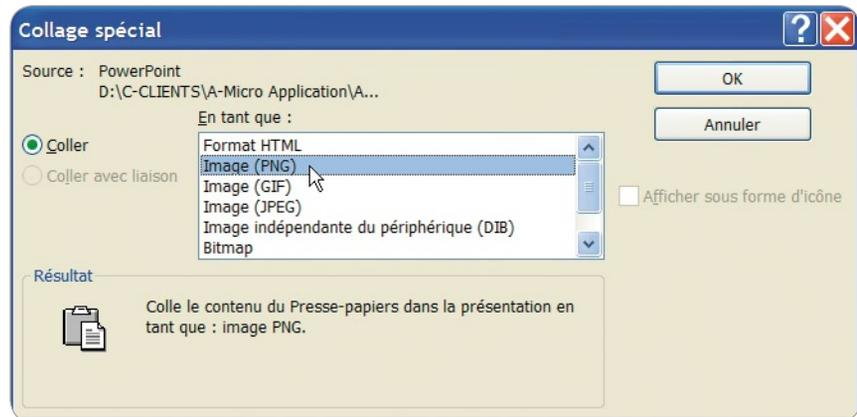 Collage spécial
Source : PowerPoint
D:\C-CLIENTS\A-Micro Application\A...
En tant que :
Coller
Coller avec liaison
Format HTML
Image (PNG)
Image (GIF)
Image (JPEG)
Image indépendante du périphérique (DIB)
Bitmap
OK
Annuler
Afficher sous forme d'icône
Résultat
Colle le contenu du Presse-papiers dans la présentation en
tant que : image PNG.